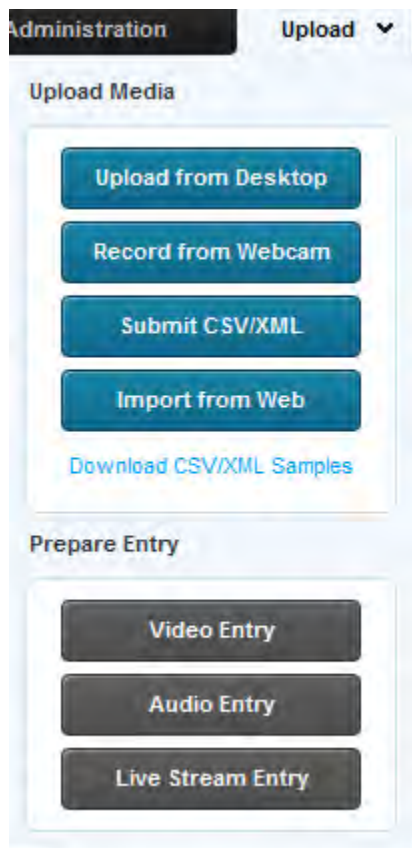 Administration Upload
Upload Media
Upload from Desktop
Record from Webcam
Submit CSV/XML
Import from Web
Download CSV/XML Samples
Prepare Entry
Video Entry
Audio Entry
Live Stream Entry